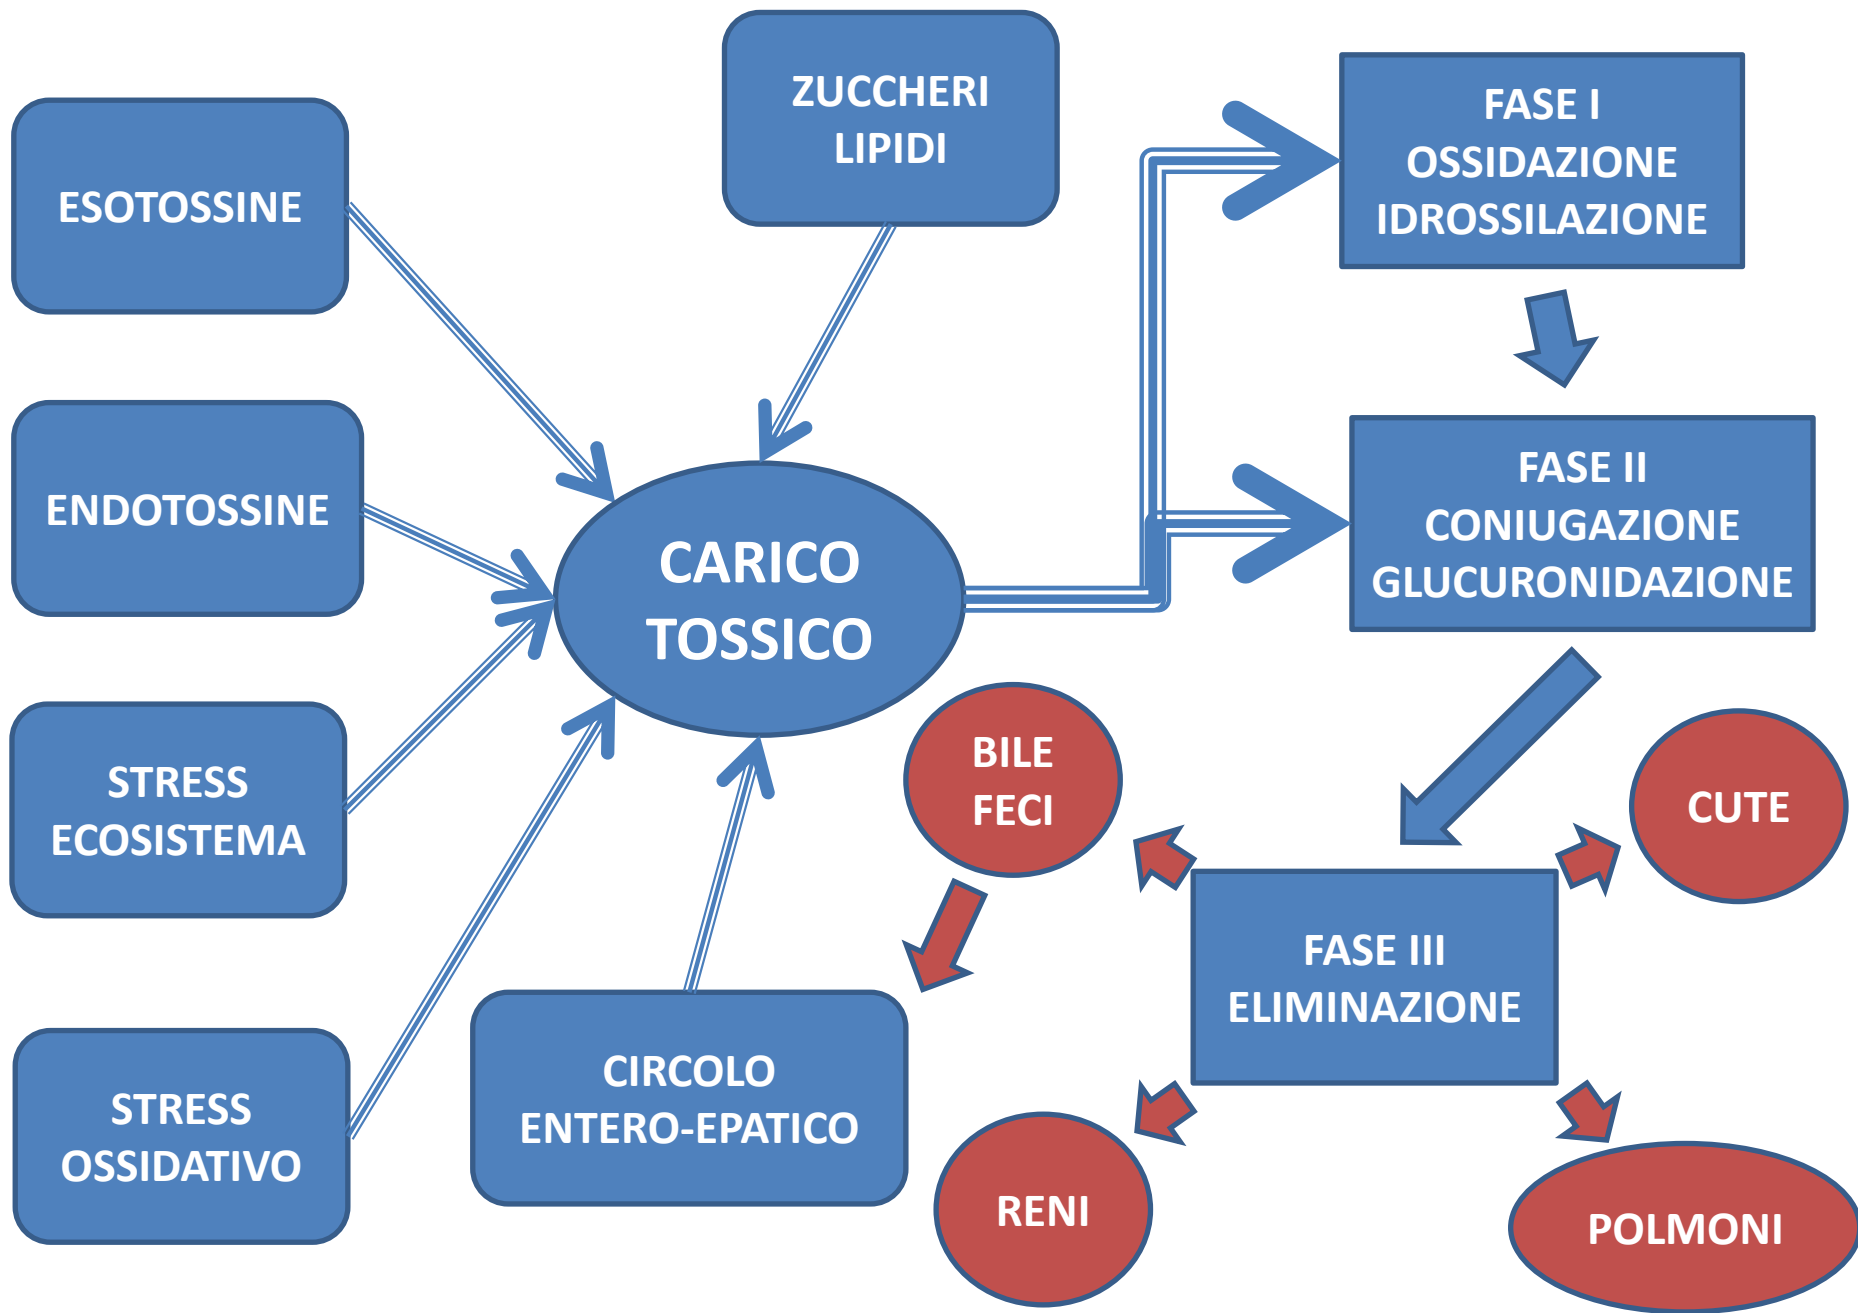 ZUCCHERI
LIPIDI
ESOTOSSINE
FASE I
OSSIDAZIONE
IDROSSILAZIONE
ENDOTOSSINE
FASE II
CONIUGAZIONE
GLUCURONIDAZIONE
CARICO
TOSSICO
STRESS
ECOSISTEMA
BILE
FECI
CUTE
FASE III
ELIMINAZIONE
STRESS
OSSIDATIVO
CIRCOLO
ENTERO-EPATICO
RENI
POLMONI